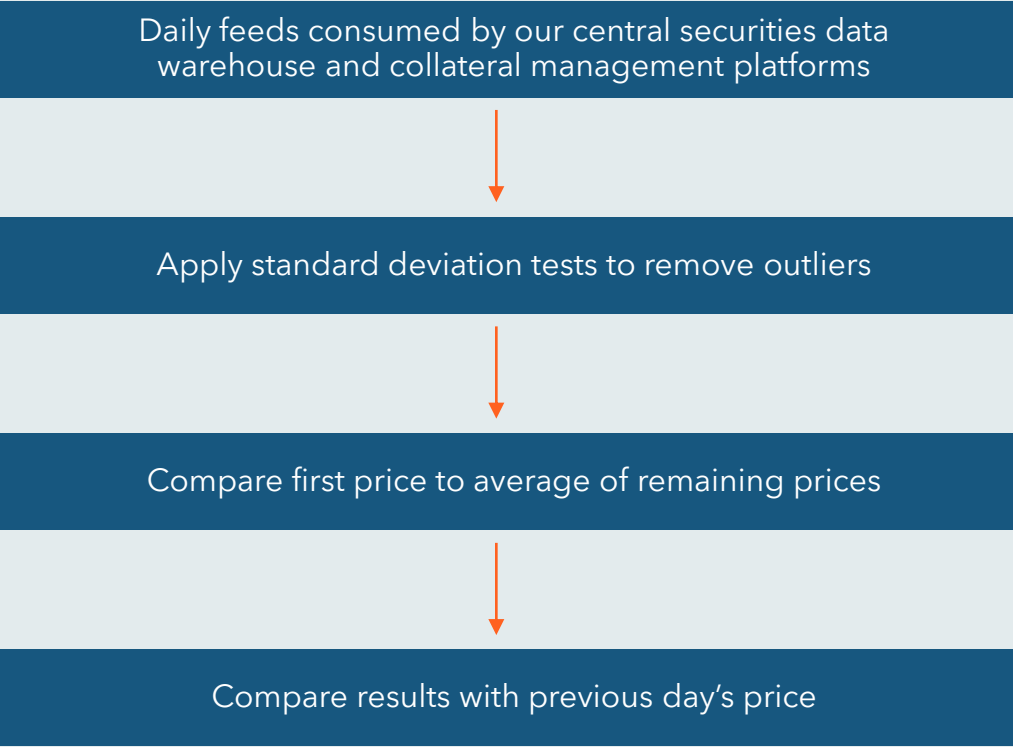 Daily feeds consumed by our central securities data
warehouse and collateral management platforms
Apply standard deviation tests to remove outliers
Compare first price to average of remaining prices
Compare results with previous day’s price